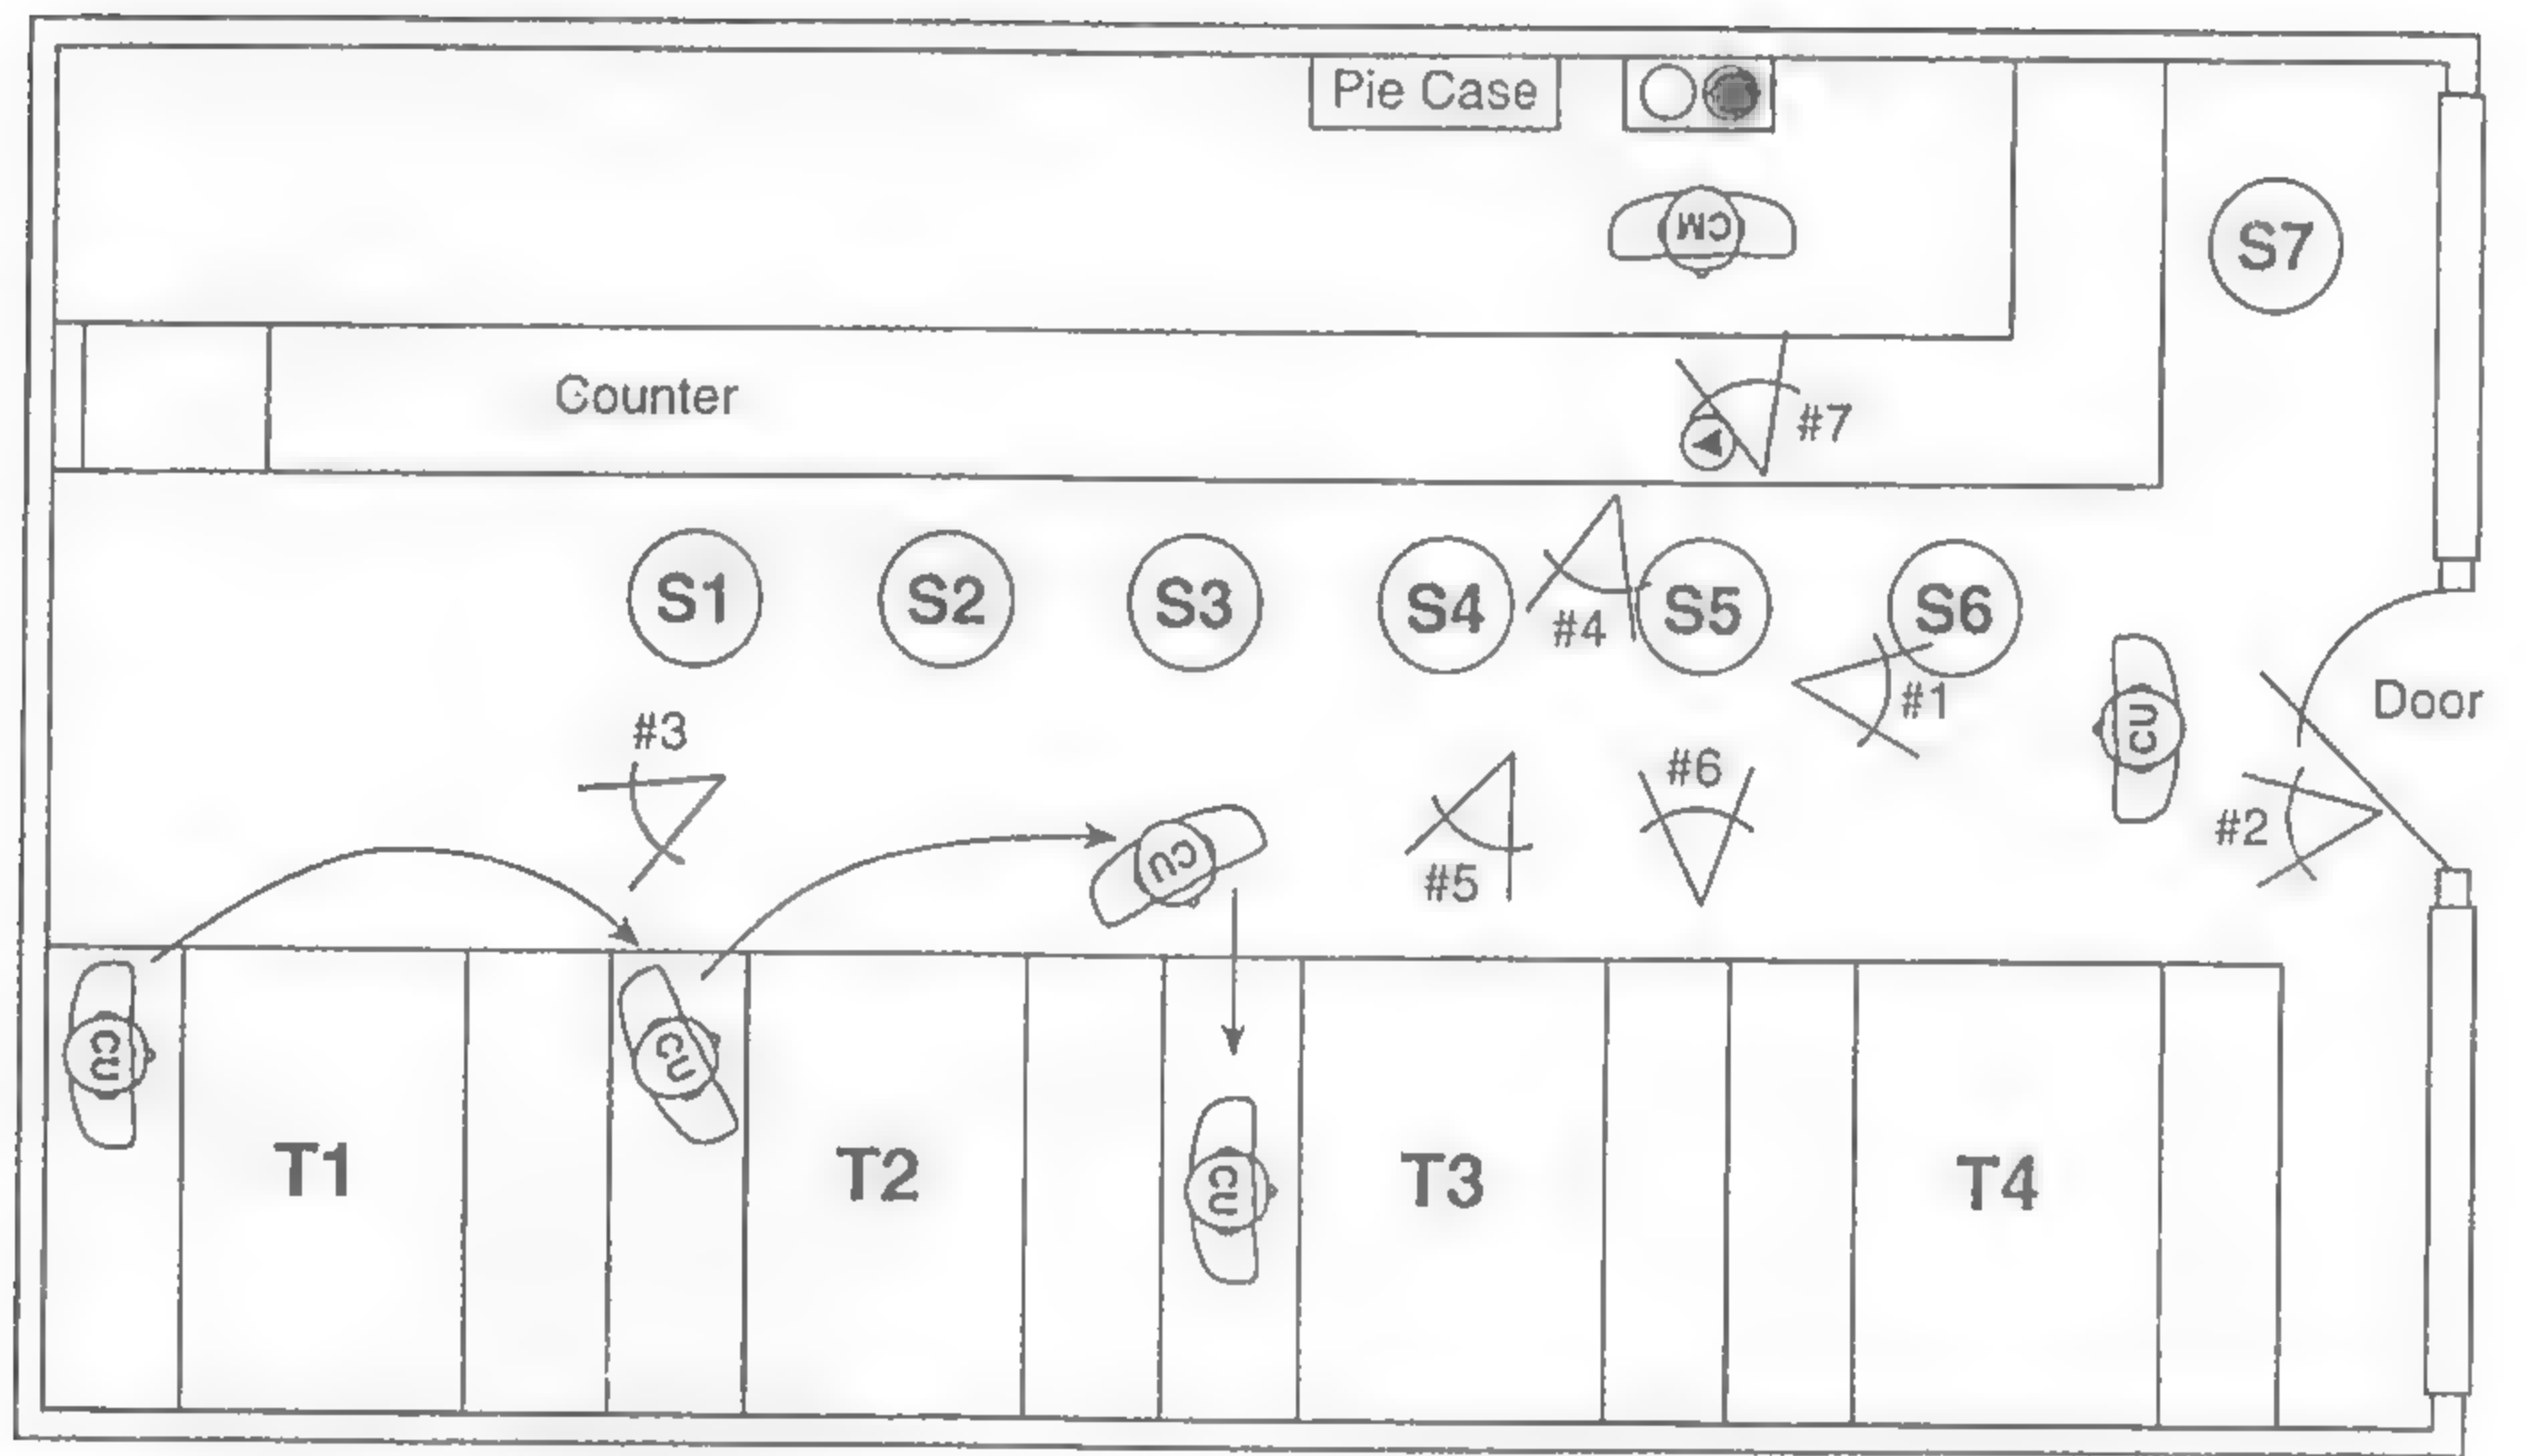 Pie Case
CM
S7
Counter
#7
S1
S2
S3
S4
#4
S5
S6
#1
#3
#6
#5
CU
Door
#2
CU
CU
CU
T1
T2
CU
T3
T4